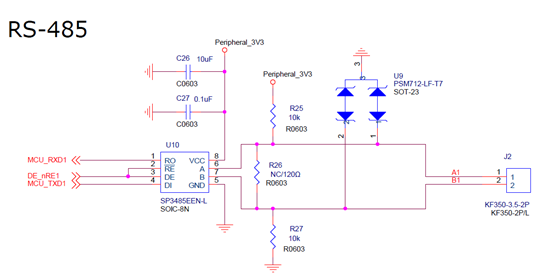 RS-485
Peripheral_3V3
C26 10uF
C0603
C27 0.1uF
C0603
Peripheral_3V3
R25
10k
R0603
3
3
U9
PSM712-LF-T7
SOT-23
2
1
U10
MCU_RXD1 1 RO VCC 8
2 RE A 6
DE_nRE1 3 DE B 7
MCU_TXD1 4 DI GND 5
SP3485EEN-L
SOIC-8N
R26
NC/120Ω
R0603
R27
10k
R0603
J2
A1 1 1
B1 2 2
KF350-3.5-2P
KF350-2P/L